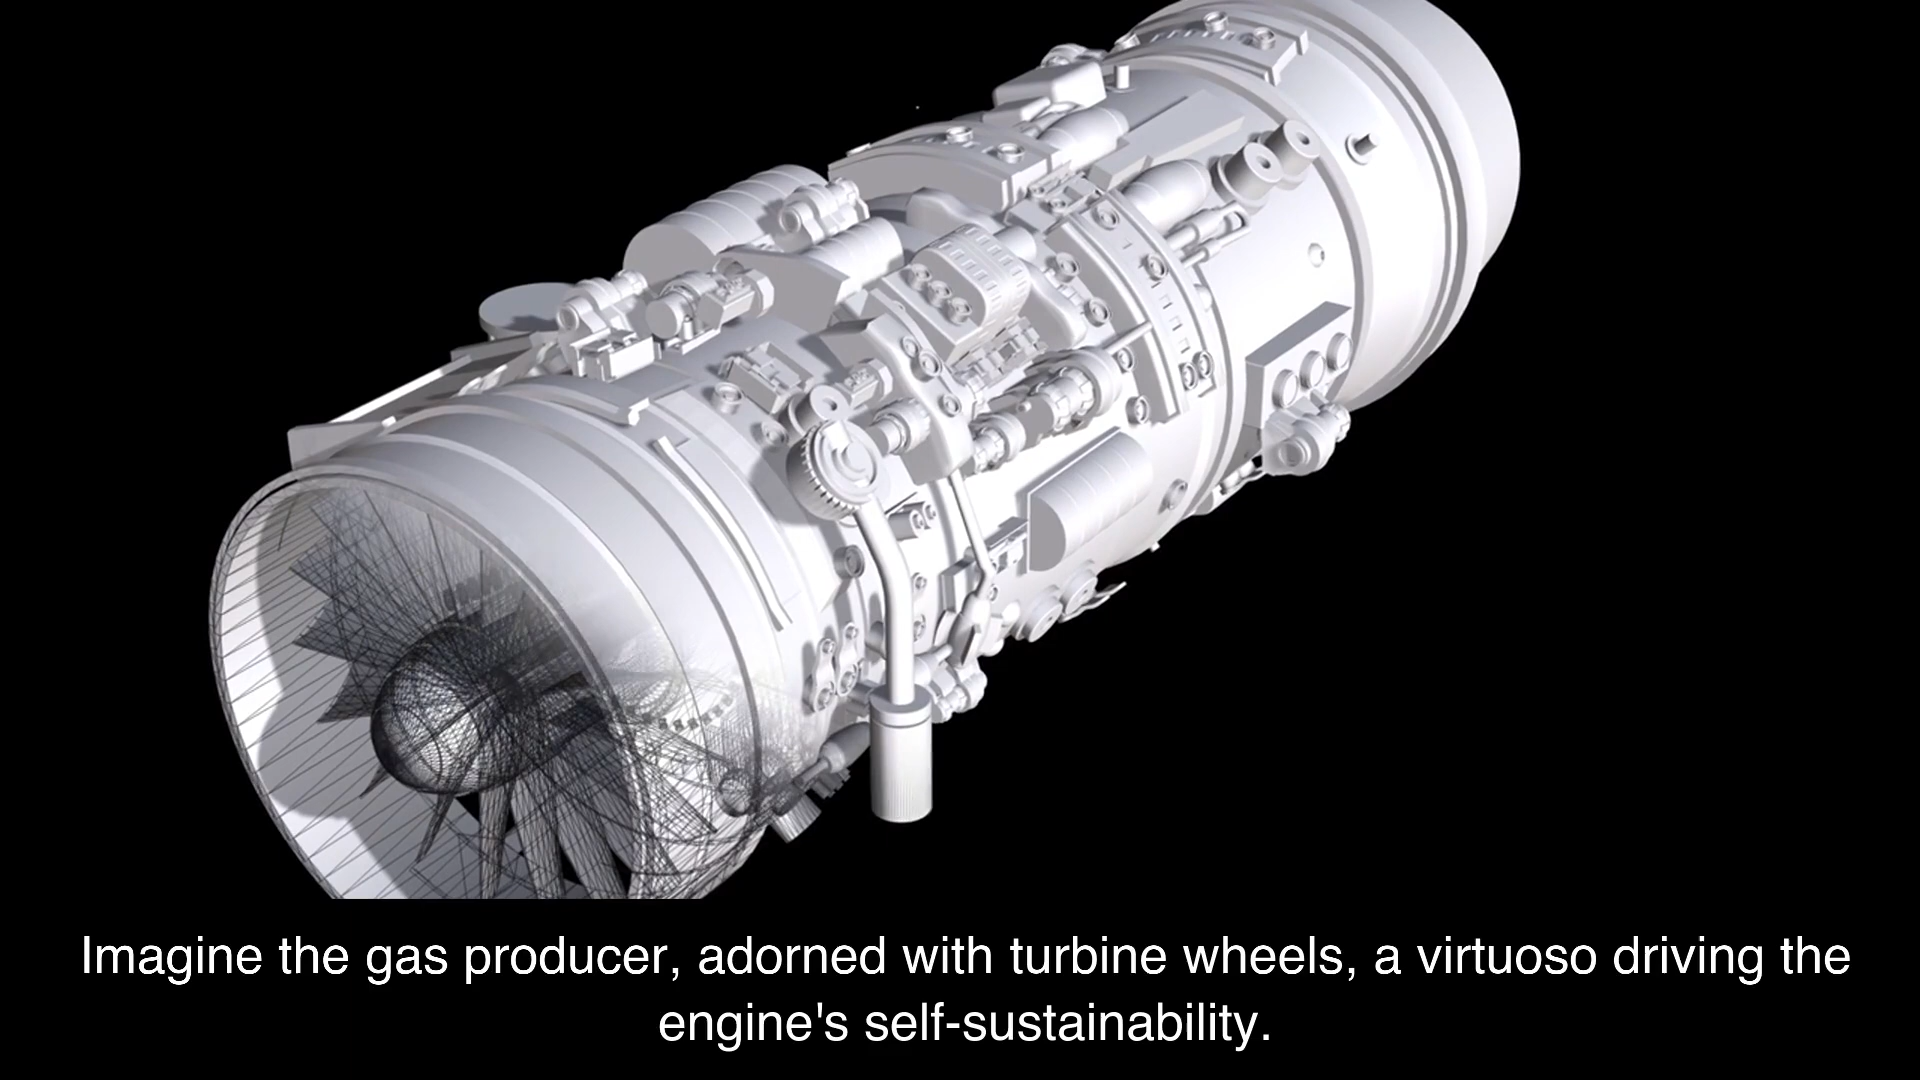 Imagine the gas producer, adorned with turbine wheels, a virtuoso driving the
engine's self-sustainability.